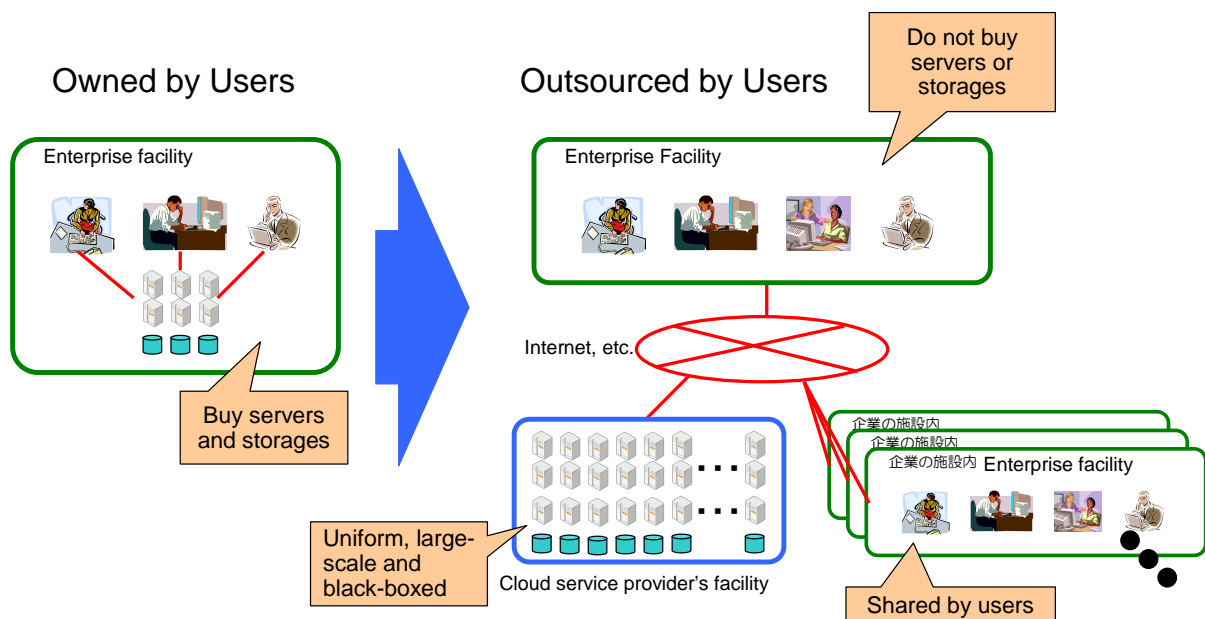 Owned by Users
Outsourced by Users
Do not buy
servers or
storages
Enterprise facility
Enterprise Facility
Internet, etc.
Buy servers
and storages
企業の施設内
企業の施設内
企業の施設内 Enterprise facility
Uniform, large-
scale and
black-boxed
Cloud service provider's facility
Shared by users